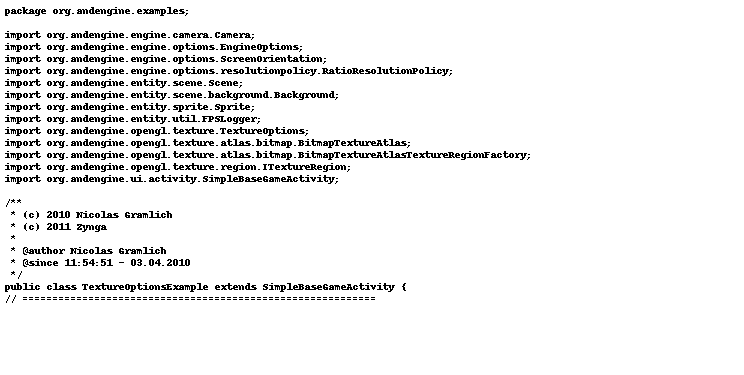 package org.andengine.examples;

import org.andengine.engine.camera.Camera;
import org.andengine.engine.options.EngineOptions;
import org.andengine.engine.options.ScreenOrientation;
import org.andengine.engine.options.resolutionpolicy.RatioResolutionPolicy;
import org.andengine.entity.scene.Scene;
import org.andengine.entity.scene.background.Background;
import org.andengine.entity.sprite.Sprite;
import org.andengine.entity.util.FPSLogger;
import org.andengine.opengl.texture.TextureOptions;
import org.andengine.opengl.texture.atlas.bitmap.BitmapTextureAtlas;
import org.andengine.opengl.texture.atlas.bitmap.BitmapTextureAtlasTextureRegionFactory;
import org.andengine.opengl.texture.region.ITextureRegion;
import org.andengine.ui.activity.SimpleBaseGameActivity;

/**
 * (c) 2010 Nicolas Gramlich
 * (c) 2011 Zynga
 *
 * @author Nicolas Gramlich
 * @since 11:54:51 - 03.04.2010
 */
public class TextureOptionsExample extends SimpleBaseGameActivity {
// ===========================================================